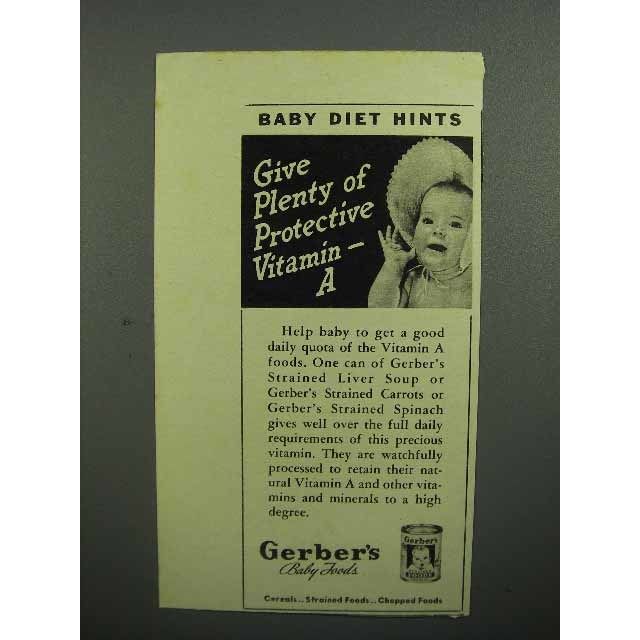 BABY DIET HINTS
Give
Plenty of
Protective
Vitamin —
A
Help baby to get a good
daily quota of the Vitamin A
foods. One can of Gerber's
Strained Liver Soup or
Gerber's Strained Carrots or
Gerber's Strained Spinach
gives well over the full daily
requirements of this precious
vitamin. They are watchfully
processed to retain their nat-
ural Vitamin A and other vita-
mins and minerals to a high
degree.
Gerber's
Baby Foods
Gerber's
FOODS
Cereals .. Strained Foods .. Chopped Foods